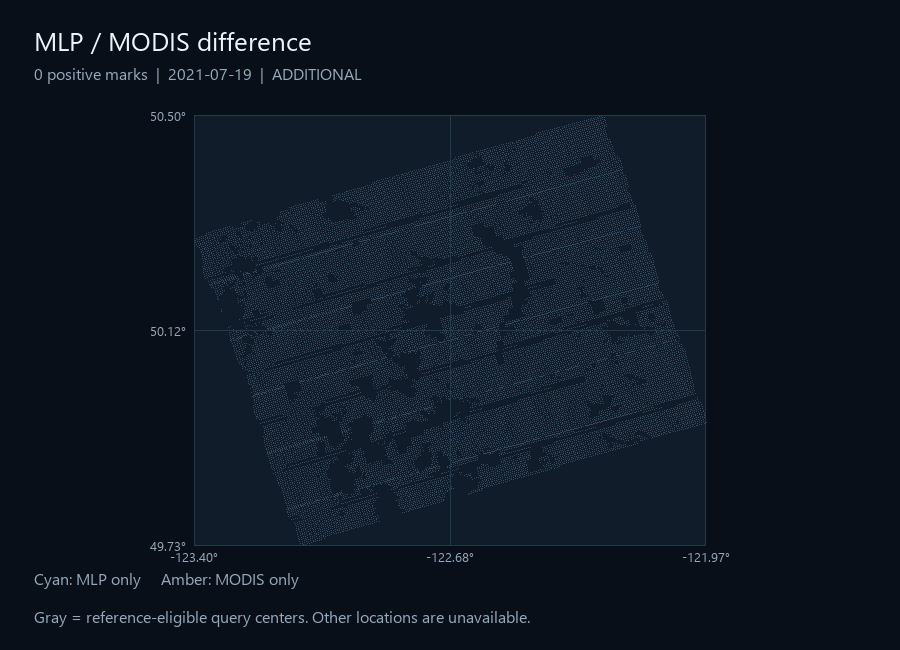 MLP / MODIS difference
0 positive marks | 2021-07-19 | ADDITIONAL
50.50°
50.12°
49.73°
-123.40° -122.68° -121.97°
Cyan: MLP only Amber: MODIS only
Gray = reference-eligible query centers. Other locations are unavailable.